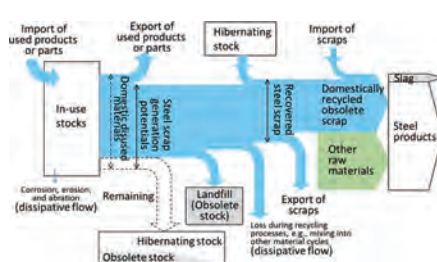 Import of
used products
or parts
Export of
used products
or parts
Hibernating
stock
Import of
scraps
In-use
stocks
Domestic disused
materials
Steel scrap
generation
potentials
Recovered
steel scrap
Domestically
recycled
obsolete
scrap
Slag
Steel
products
Other
raw
materials
Corrosion, erosion,
and abration
(dissipative flow)
Remaining
Landfill
(Obsolete
stock)
Export of
scraps
Loss during recycling
processes, e.g., mixing into
other material cycles
(dissipative flow)
Hibernating stock
Obsolete stock